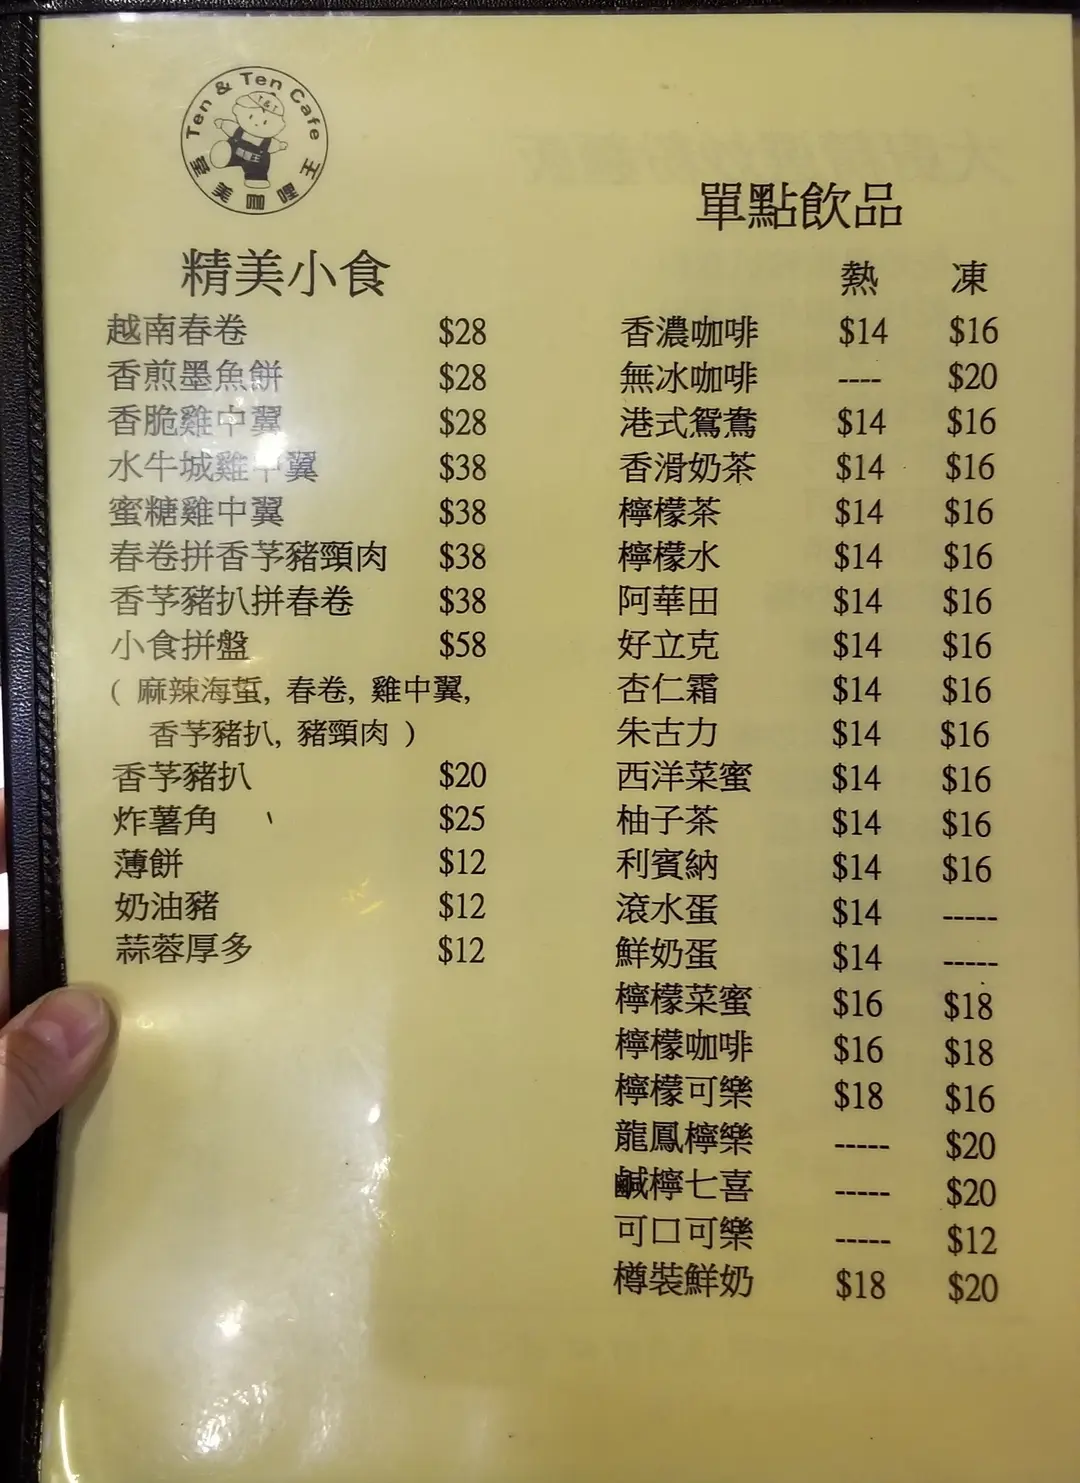 Ten & Ten Cafe
室美咖哩王
精美小食
越南春卷 $28
香煎墨魚餅 $28
香脆雞中翼 $28
水牛城雞中翼 $38
蜜糖雞中翼 $38
春卷拼香芧豬頸肉 $38
香芧豬扒拼春卷 $38
小食拼盤 $58
( 麻辣海蜇, 春卷, 雞中翼,
香芧豬扒, 豬頸肉 )
香芧豬扒 $20
炸薯角 $25
薄餅 $12
奶油豬 $12
蒜蓉厚多 $12
單點飲品
熱 凍
香濃咖啡 $14 $16
無冰咖啡 ---- $20
港式鴛鴦 $14 $16
香滑奶茶 $14 $16
檸檬茶 $14 $16
檸檬水 $14 $16
阿華田 $14 $16
好立克 $14 $16
杏仁霜 $14 $16
朱古力 $14 $16
西洋菜蜜 $14 $16
柚子茶 $14 $16
利賓納 $14 $16
滾水蛋 $14 -----
鮮奶蛋 $14 -----
檸檬菜蜜 $16 $18
檸檬咖啡 $16 $18
檸檬可樂 $18 $16
龍鳳檸樂 ----- $20
鹹檸七喜 ----- $20
可口可樂 ----- $12
樽裝鮮奶 $18 $20